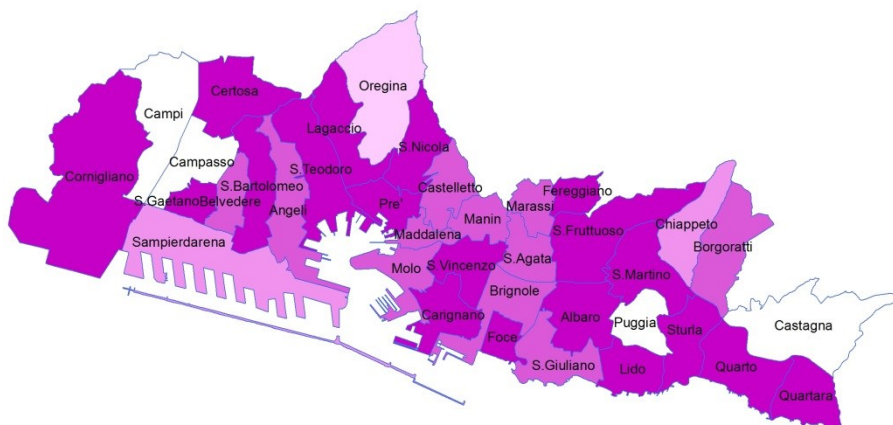 Oregina
Certosa
Campi
Lagaccio
S.Nicola
Campasso
S.Teodoro
Cornigliano
S.Bartolomeo
Castelletto
Fereggiano
S.Gaetano
Belvedere
Angeli
Pre'
Marassi
Manin
S.Fruttuoso
Chiappeto
Sampierdarena
Maddalena
Borgoratti
S.Agata
Molo
S.Vincenzo
S.Martino
Brignole
Carignano
Albaro
Puggia
Sturla
Castagna
Foce
S.Giuliano
Lido
Quarto
Quartara